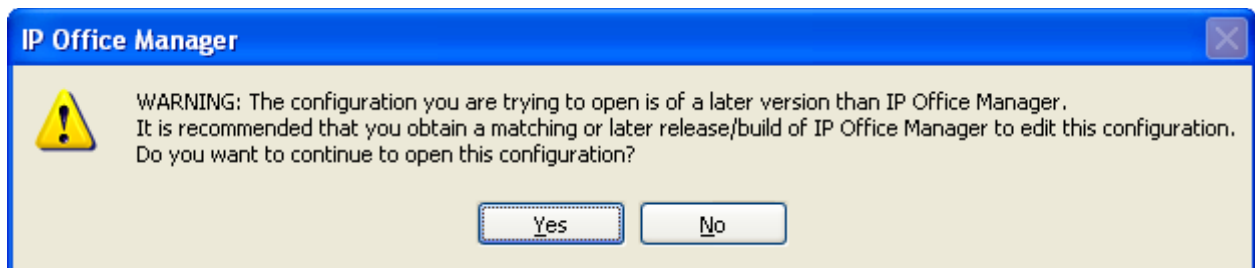 IP Office Manager
WARNING: The configuration you are trying to open is of a later version than IP Office Manager.
It is recommended that you obtain a matching or later release/build of IP Office Manager to edit this configuration.
Do you want to continue to open this configuration?
Yes No